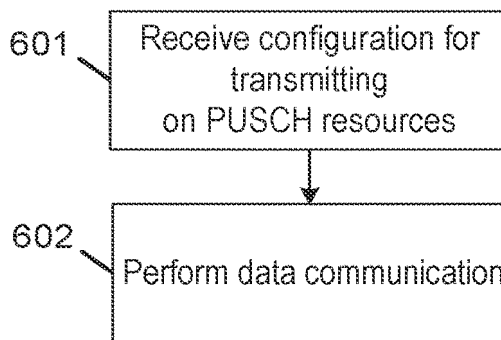 601
Receive configuration for
transmitting
on PUSCH resources
602
Perform data communication